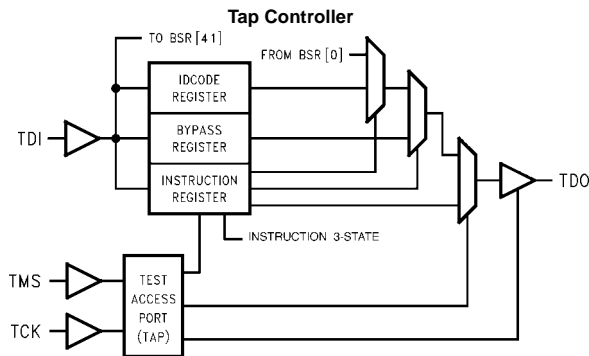 Tap Controller
TO BSR [41]
FROM BSR [0]
IDCODE
REGISTER
BYPASS
REGISTER
INSTRUCTION
REGISTER
TDI
TDO
INSTRUCTION 3-STATE
TMS
TCK
TEST
ACCESS
PORT
(TAP)